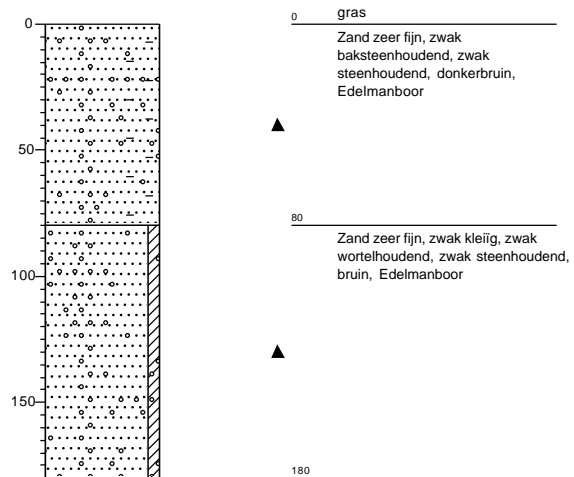 0
0
gras
Zand zeer fijn, zwak
baksteenhoudend, zwak
steenhoudend, donkerbruin,
Edelmanboor
50
80
Zand zeer fijn, zwak kleiïg, zwak
wortelhoudend, zwak steenhoudend,
bruin, Edelmanboor
100
150
180